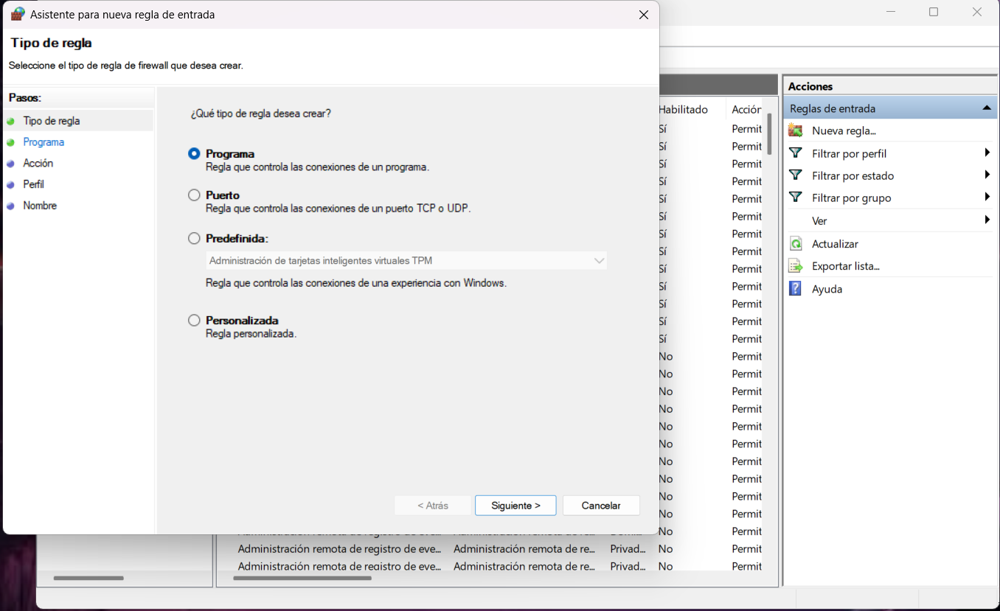 Asistente para nueva regla de entrada
Tipo de regla
Seleccione el tipo de regla de firewall que desea crear.
Pasos:
Tipo de regla
Programa
Acción
Perfil
Nombre
¿Qué tipo de regla desea crear?
Programa
Regla que controla las conexiones de un programa.
Puerto
Regla que controla las conexiones de un puerto TCP o UDP.
Predefinida:
Administración de tarjetas inteligentes virtuales TPM
Regla que controla las conexiones de una experiencia con Windows.
Personalizada
Regla personalizada.
< Atrás
Siguiente >
Cancelar
Habilitado Acción
Sí Permit
Sí Permit
Sí Permit
Sí Permit
Sí Permit
Sí Permit
Sí Permit
Sí Permit
Sí Permit
Sí Permit
Sí Permit
Sí Permit
Sí Permit
No Permit
No Permit
No Permit
No Permit
No Permit
No Permit
No Permit
No Permit
No Permit
No Permit
No Permit
Administración remota de registro de eve... Administración remota de re... Privad... No Permit
Administración remota de registro de eve... Administración remota de re... Privad... No Permit
Acciones
Reglas de entrada
Nueva regla...
Filtrar por perfil
Filtrar por estado
Filtrar por grupo
Ver
Actualizar
Exportar lista...
Ayuda